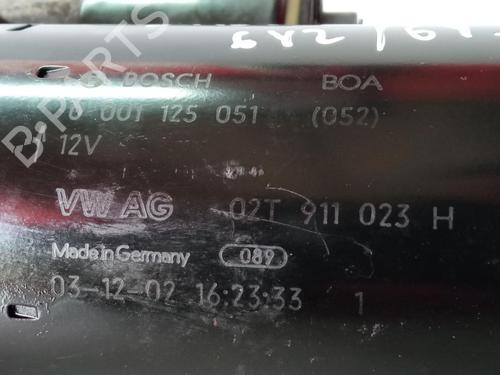 B-PARTS
BOSCH BOA
0 001 125 051 (052)
12V
VW AG 02T 911 023 H
Made in Germany 089
03-12-02 16:23:33 1